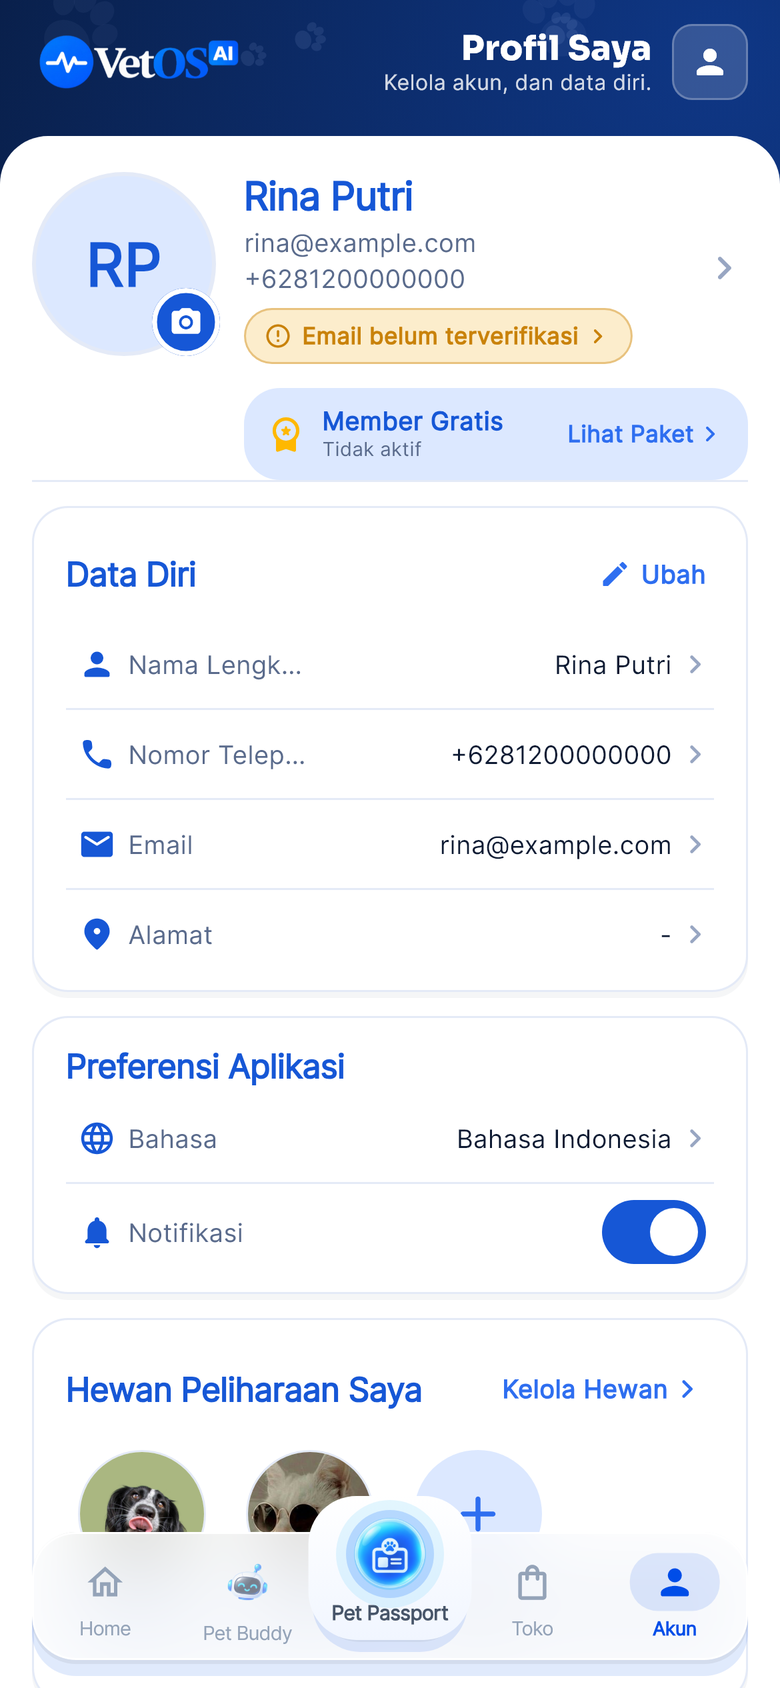 VetOS AI
Profil Saya
Kelola akun, dan data diri.
RP
Rina Putri
rina@example.com
+6281200000000
Email belum terverifikasi
Member Gratis
Tidak aktif
Lihat Paket
Data Diri
Ubah
Nama Lengk...
Rina Putri
Nomor Telep...
+6281200000000
Email
rina@example.com
Alamat
-
Preferensi Aplikasi
Bahasa
Bahasa Indonesia
Notifikasi
Hewan Peliharaan Saya
Kelola Hewan
Home
Pet Buddy
Pet Passport
Toko
Akun